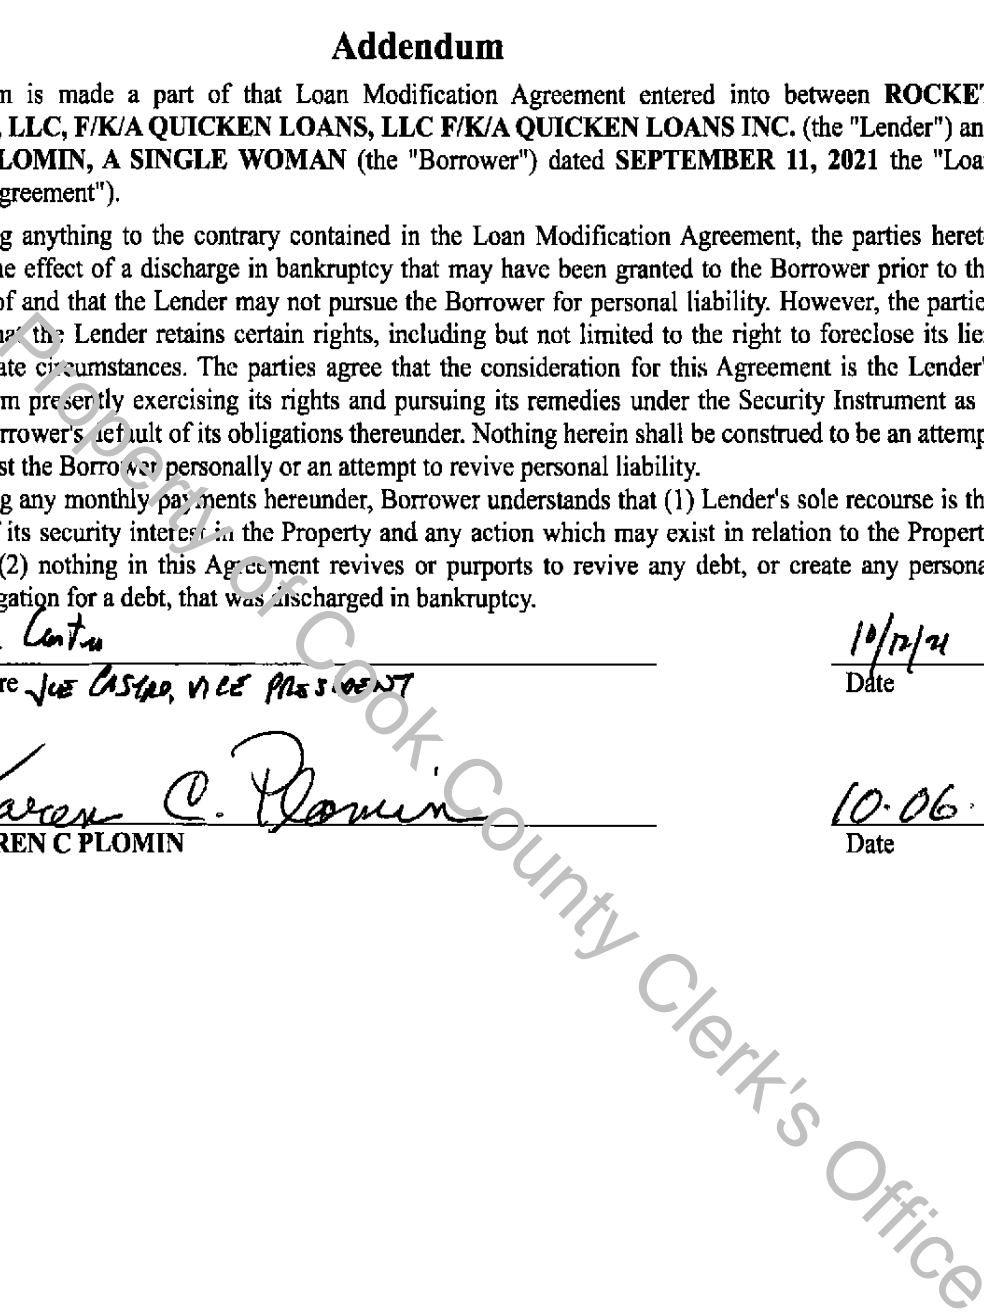 Addendum
m is made a part of that Loan Modification Agreement entered into between ROCKET
, LLC, F/K/A QUICKEN LOANS, LLC F/K/A QUICKEN LOANS INC. (the "Lender") an
LOMIN, A SINGLE WOMAN (the "Borrower") dated SEPTEMBER 11, 2021 the "Loa
greement").
g anything to the contrary contained in the Loan Modification Agreement, the parties heret
he effect of a discharge in bankruptcy that may have been granted to the Borrower prior to th
of and that the Lender may not pursue the Borrower for personal liability. However, the partie
hat the Lender retains certain rights, including but not limited to the right to foreclose its lie
ate circumstances. The parties agree that the consideration for this Agreement is the Lender'
m presently exercising its rights and pursuing its remedies under the Security Instrument as
rrower's default of its obligations thereunder. Nothing herein shall be construed to be an attemp
st the Borrower personally or an attempt to revive personal liability.
g any monthly payments hereunder, Borrower understands that (1) Lender's sole recourse is th
f its security interest in the Property and any action which may exist in relation to the Propert
(2) nothing in this Agreement revives or purports to revive any debt, or create any persona
gation for a debt, that was discharged in bankruptcy.
10/12/21
re JOE CASTRO, VICE PRESIDENT Date
Karen C. Plomin 10.06.
REN C PLOMIN Date
Property of Cook County Clerk's Office